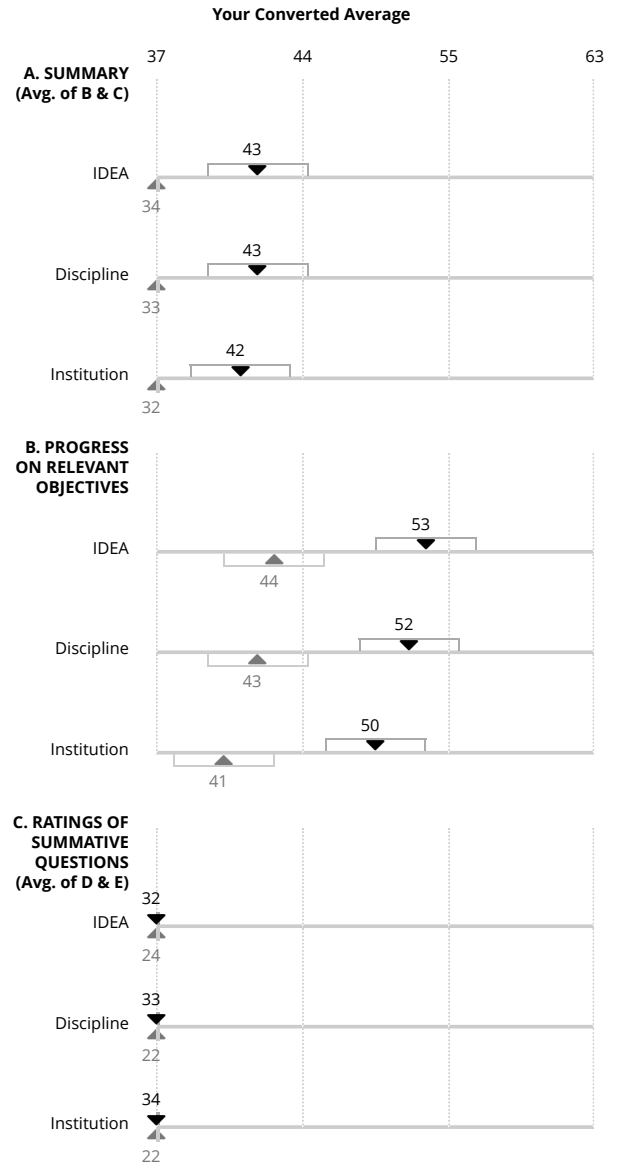 Your Converted Average
37 44 55 63
A. SUMMARY
(Avg. of B & C)
43
IDEA
34
43
Discipline
33
42
Institution
32
B. PROGRESS
ON RELEVANT
OBJECTIVES
53
IDEA
44
52
Discipline
43
50
Institution
41
C. RATINGS OF
SUMMATIVE
QUESTIONS
(Avg. of D & E)
32
IDEA
24
33
Discipline
22
34
Institution
22